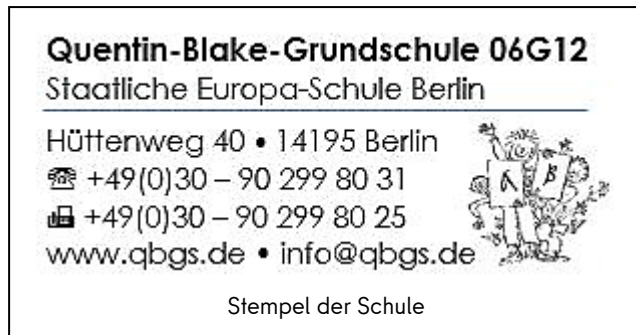 Quentin-Blake-Grundschule 06G12
Staatliche Europa-Schule Berlin
Hüttenweg 40 • 14195 Berlin
☎ +49(0)30 – 90 299 80 31
📠 +49(0)30 – 90 299 80 25
www.qbgs.de • info@qbgs.de
A B
Stempel der Schule